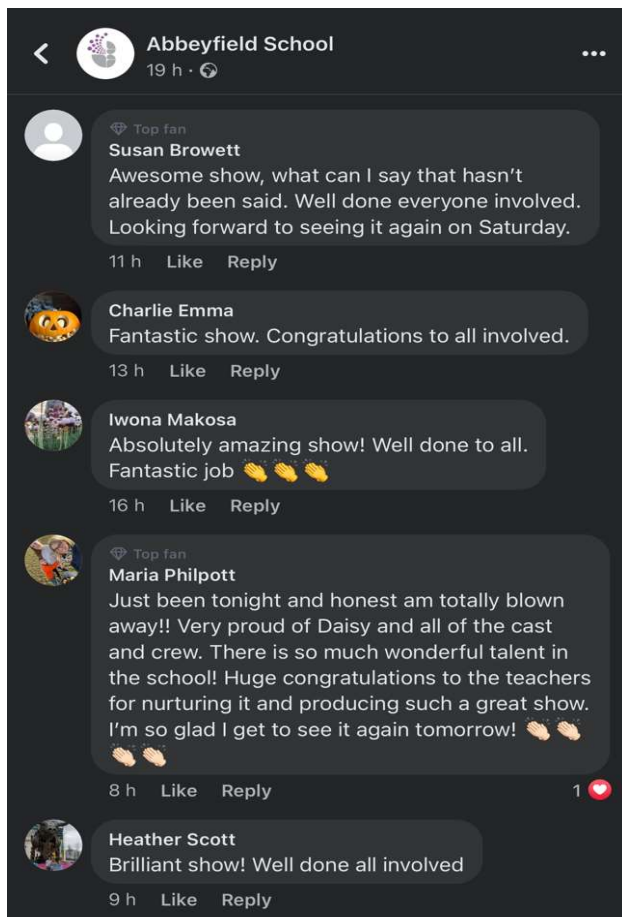 Abbeyfield School
19 h ·
Top fan
Susan Browett
Awesome show, what can I say that hasn't
already been said. Well done everyone involved.
Looking forward to seeing it again on Saturday.
11 h Like Reply
Charlie Emma
Fantastic show. Congratulations to all involved.
13 h Like Reply
Iwona Makosa
Absolutely amazing show! Well done to all.
Fantastic job 👏👏👏
16 h Like Reply
Top fan
Maria Philpott
Just been tonight and honest am totally blown
away!! Very proud of Daisy and all of the cast
and crew. There is so much wonderful talent in
the school! Huge congratulations to the teachers
for nurturing it and producing such a great show.
I'm so glad I get to see it again tomorrow! 👏🏻👏🏻
👏🏻👏🏻
8 h Like Reply 1
Heather Scott
Brilliant show! Well done all involved
9 h Like Reply